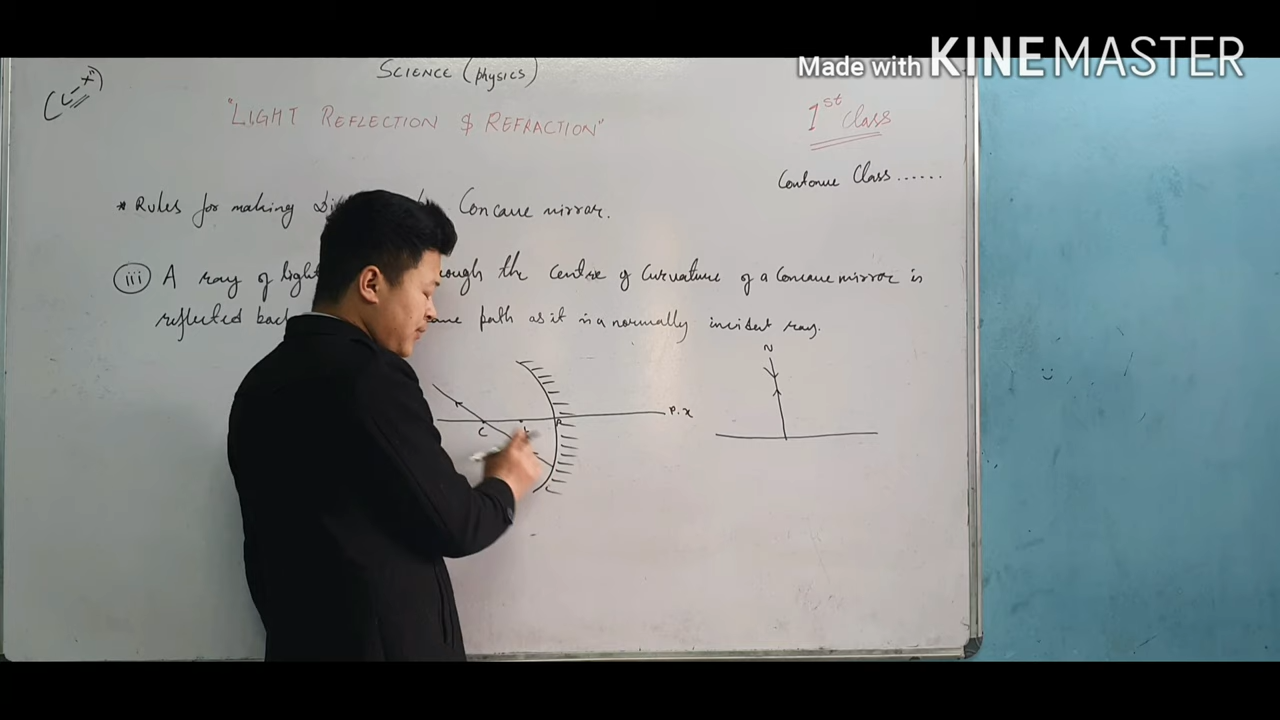 Made with KINEMASTER
(CL-X")
SCIENCE (physics)
"LIGHT REFLECTION & REFRACTION"
1st Class
Continue Class......
* Rules for making Concave mirror.
(iii) A ray of light through the centre of curvature of a Concave mirror is
reflected back same path as it is a normally incident ray.
N
C
P
P.x